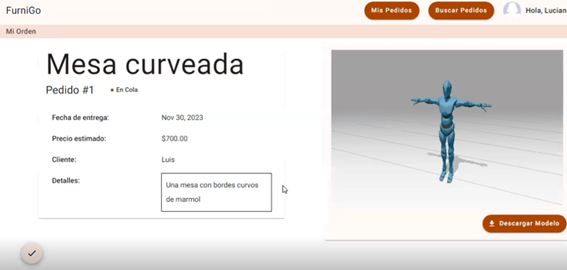 FurniGo
Mis Pedidos
Buscar Pedidos
Hola, Lucian
Mi Orden
Mesa curveada
Pedido #1
En Cola
Fecha de entrega: Nov 30, 2023
Precio estimado: $700.00
Cliente: Luis
Detalles: Una mesa con bordes curvos
de marmol
Descargar Modelo